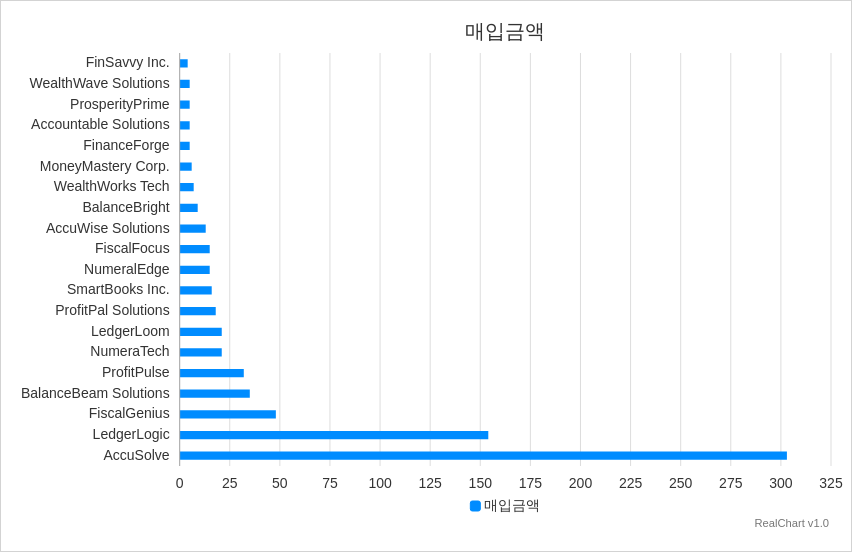 매입금액
FinSavvy Inc.
WealthWave Solutions
ProsperityPrime
Accountable Solutions
FinanceForge
MoneyMastery Corp.
WealthWorks Tech
BalanceBright
AccuWise Solutions
FiscalFocus
NumeralEdge
SmartBooks Inc.
ProfitPal Solutions
LedgerLoom
NumeraTech
ProfitPulse
BalanceBeam Solutions
FiscalGenius
LedgerLogic
AccuSolve
0 25 50 75 100 125 150 175 200 225 250 275 300 325
매입금액
RealChart v1.0